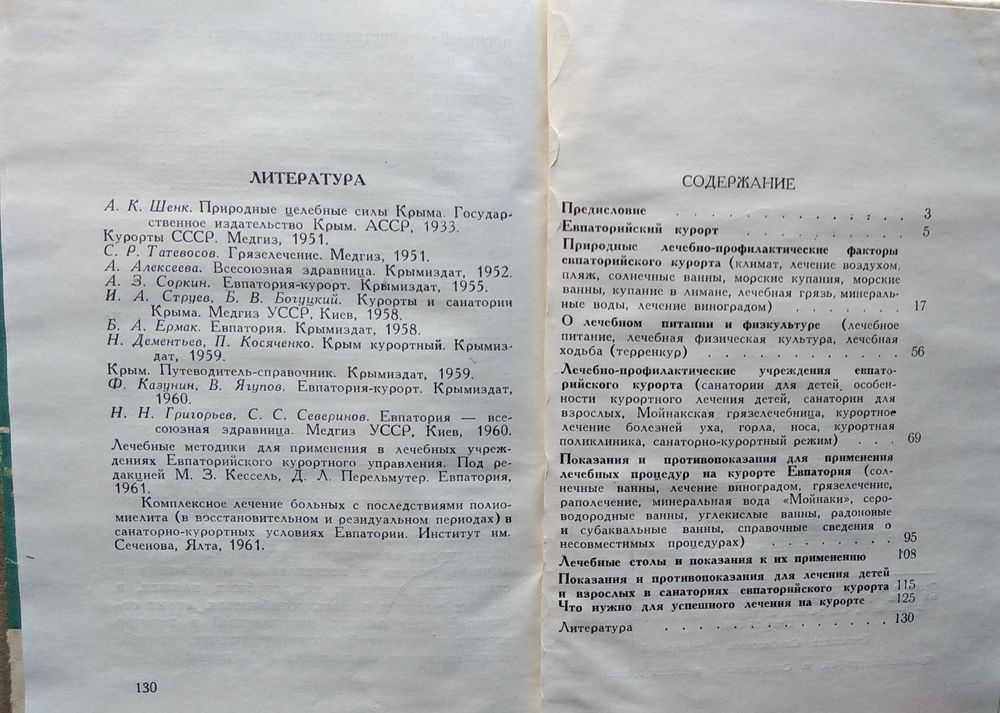 ЛИТЕРАТУРА
А. К. Шенк. Природные целебные силы Крыма. Государ-
ственное издательство Крым. АССР, 1933.
Курорты СССР. Медгиз, 1951.
С. Р. Татевосов. Грязелечение. Медгиз, 1951.
А. Алексеева. Всесоюзная здравница. Крымиздат, 1952.
А. З. Соркин. Евпатория-курорт. Крымиздат, 1955.
И. А. Струев, Б. В. Богуцкий. Курорты и санатории
Крыма. Медгиз УССР, Киев, 1958.
Б. А. Ермак. Евпатория. Крымиздат, 1958.
Н. Дементьев, П. Косяченко. Крым курортный. Крымиз-
дат, 1959.
Крым. Путеводитель-справочник. Крымиздат, 1959.
Ф. Казунин, В. Ягупов. Евпатория-курорт. Крымиздат,
1960.
Н. Н. Григорьев, С. С. Северинов. Евпатория — все-
союзная здравница. Медгиз УССР, Киев, 1960.
Лечебные методики для применения в лечебных учреж-
дениях Евпаторийского курортного управления. Под ре-
дакцией М. З. Кессель, Д. Л. Перельмутер. Евпатория,
1961.
Комплексное лечение больных с последствиями полио-
миелита (в восстановительном и резидуальном периодах) в
санаторно-курортных условиях Евпатории. Институт им.
Сеченова, Ялта, 1961.
130
СОДЕРЖАНИЕ
Предисловие . . . . . . . . . . . . 3
Евпаторийский курорт . . . . . . . . . 5
Природные лечебно-профилактические факторы
евпаторийского курорта (климат, лечение воздухом,
пляж, солнечные ванны, морские купания, морские
ванны, купание в лимане, лечебная грязь, минераль-
ные воды, лечение виноградом) . . . . . . . 17
О лечебном питании и физкультуре (лечебное
питание, лечебная физическая культура, лечебная
ходьба (терренкур) . . . . . . . . . . 56
Лечебно-профилактические учреждения евпато-
рийского курорта (санатории для детей, особен-
ности курортного лечения детей, санатории для
взрослых, Мойнакская грязелечебница, курортное
лечение болезней уха, горла, носа, курортная
поликлиника, санаторно-курортный режим) . . . 69
Показания и противопоказания для применения
лечебных процедур на курорте Евпатория (сол-
нечные ванны, лечение виноградом, грязелечение,
раполечение, минеральная вода «Мойнаки», серо-
водородные ванны, углекислые ванны, радоновые
и субаквальные ванны, справочные сведения о
несовместимых процедурах) . . . . . . . 95
Лечебные столы и показания к их применению 108
Показания и противопоказания для лечения детей
и взрослых в санаториях евпаторийского курорта 115
Что нужно для успешного лечения на курорте 125
Литература . . . . . . . . . . . . 130